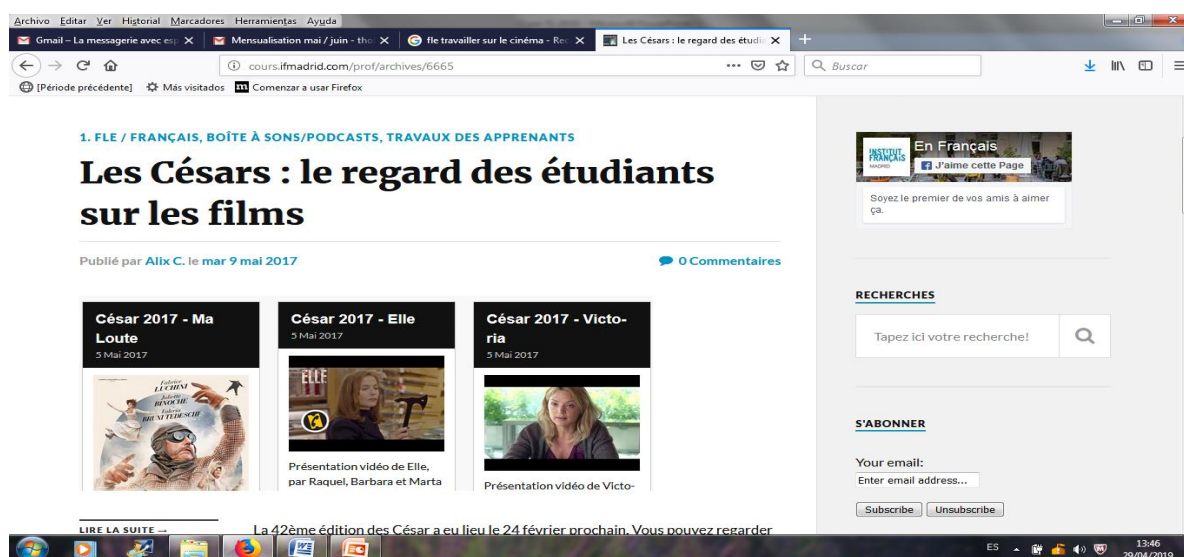 Archivo Editar Ver Historial Marcadores Herramientas Ayuda
Gmail – La messagerie avec esp
Mensualisation mai / juin - tho
fle travailler sur le cinéma - Rec
Les Césars : le regard des étudia
cours.ifmadrid.com/prof/archives/6665
Buscar
[Période précédente] Más visitados Comenzar a usar Firefox
1. FLE / FRANÇAIS, BOÎTE À SONS/PODCASTS, TRAVAUX DES APPRENANTS
Les Césars : le regard des étudiants
sur les films
Publié par Alix C. le mar 9 mai 2017
0 Commentaires
César 2017 - Ma
Loute
5 Mai 2017
Fabrice
LUCHINI
Juliette
BINOCHE
Valeria
BRUNI TEDESCHI
César 2017 - Elle
5 Mai 2017
ELLE
Présentation vidéo de Elle,
par Raquel, Barbara et Marta
César 2017 - Victo-
ria
5 Mai 2017
Présentation vidéo de Victo-
LIRE LA SUITE →
La 42ème édition des César a eu lieu le 24 février prochain. Vous pouvez regarder
INSTITUT
FRANÇAIS
MADRID
En Français
J'aime cette Page
Soyez le premier de vos amis à aimer
ça.
RECHERCHES
Tapez ici votre recherche!
S'ABONNER
Your email:
Enter email address...
Subscribe Unsubscribe
ES
13:46
29/04/2019